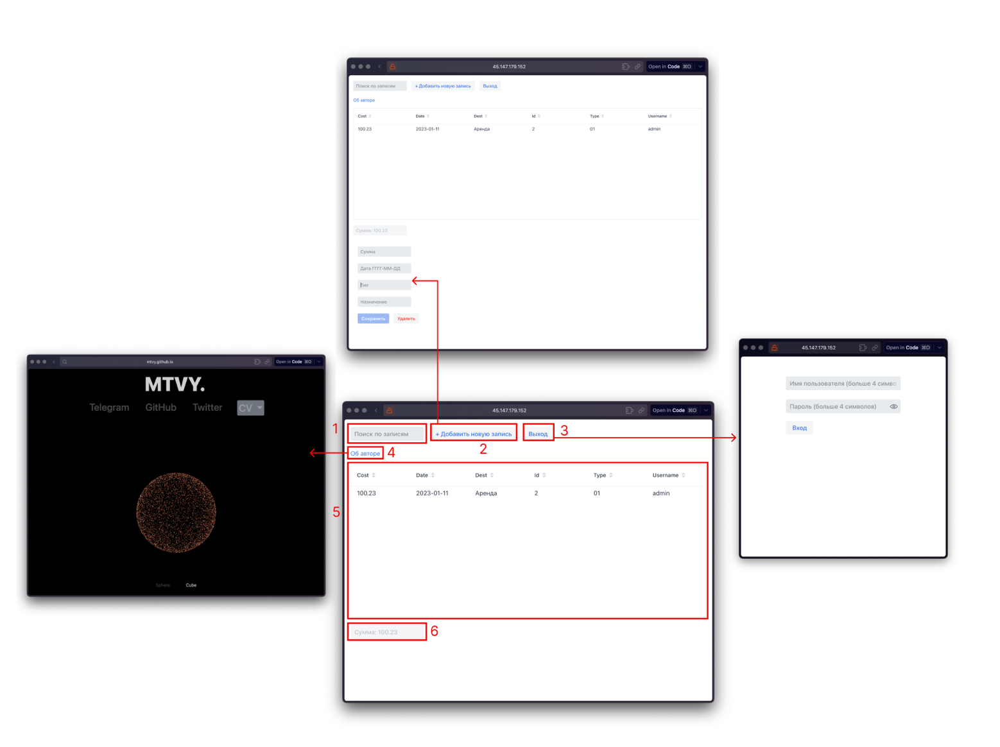 45.147.179.152
Open in Code ⌘O
Поиск по записям
+ Добавить новую запись
Выход
Об авторе
Cost Date Dest Id Type Username
100.23 2023-01-11 Аренда 2 01 admin
Сумма: 100.23
Сумма
Дата ГГГГ-ММ-ДД
Тип
Назначение
Сохранить Удалить
mtvy.github.io
Open in Code ⌘O
MTVY.
Telegram GitHub Twitter CV
Sphere Cube
45.147.179.152
Open in Code ⌘O
1
Поиск по записям
+ Добавить новую запись
2
Выход
3
Об авторе
4
5
Cost Date Dest Id Type Username
100.23 2023-01-11 Аренда 2 01 admin
Сумма: 100.23
6
45.147.179.152
Open in Code ⌘O
Имя пользователя (больше 4 симво
Пароль (больше 4 символов)
Вход